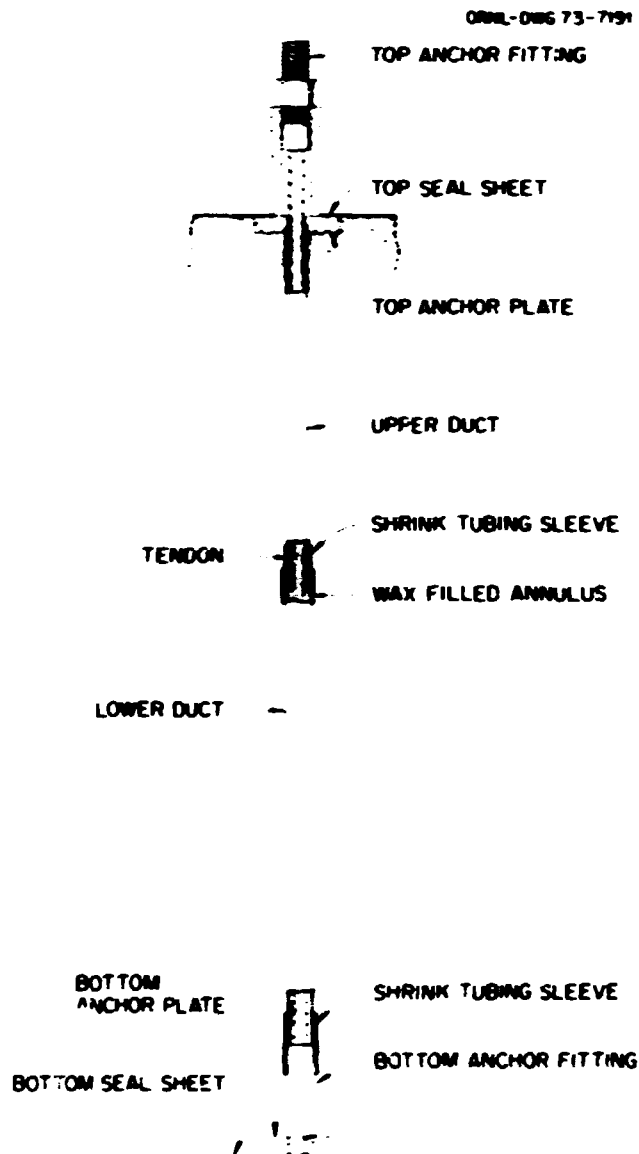 ORNL-DWG 73-7191
TOP ANCHOR FITTING
TOP SEAL SHEET
TOP ANCHOR PLATE
UPPER DUCT
SHRINK TUBING SLEEVE
TENDON
WAX FILLED ANNULUS
LOWER DUCT
BOTTOM
ANCHOR PLATE
SHRINK TUBING SLEEVE
BOTTOM ANCHOR FITTING
BOTTOM SEAL SHEET